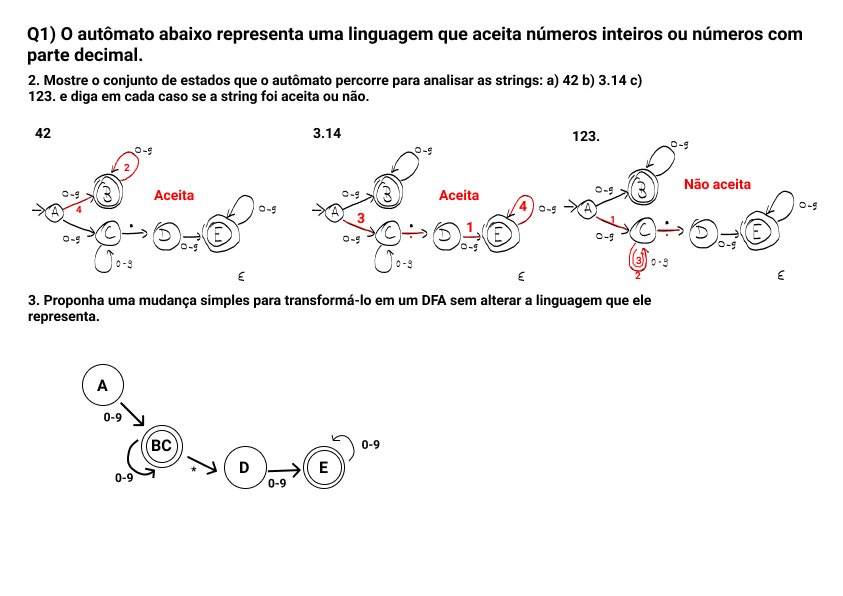 Q1) O autômato abaixo representa uma linguagem que aceita números inteiros ou números com
parte decimal.
2. Mostre o conjunto de estados que o autômato percorre para analisar as strings: a) 42 b) 3.14 c)
123. e diga em cada caso se a string foi aceita ou não.
42
0-9
2
0-9
B
4
A
Aceita
0-9
C
.
D
0-9
E
0-9
0-9
ε
3.14
0-9
0-9
B
A
3
Aceita
0-9
C
.
D
1
0-9
E
4
0-9
0-9
ε
123.
0-9
0-9
B
Não aceita
A
1
0-9
C
.
D
0-9
E
0-9
3
0-9
2
ε
3. Proponha uma mudança simples para transformá-lo em um DFA sem alterar a linguagem que ele
representa.
A
0-9
BC
0-9
*
D
0-9
E
0-9